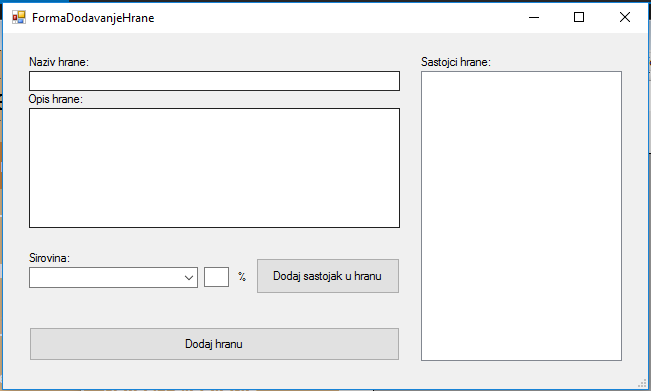 FormaDodavanjeHrane
Naziv hrane:
Opis hrane:
Sirovina:
%
Dodaj sastojak u hranu
Dodaj hranu
Sastojci hrane: